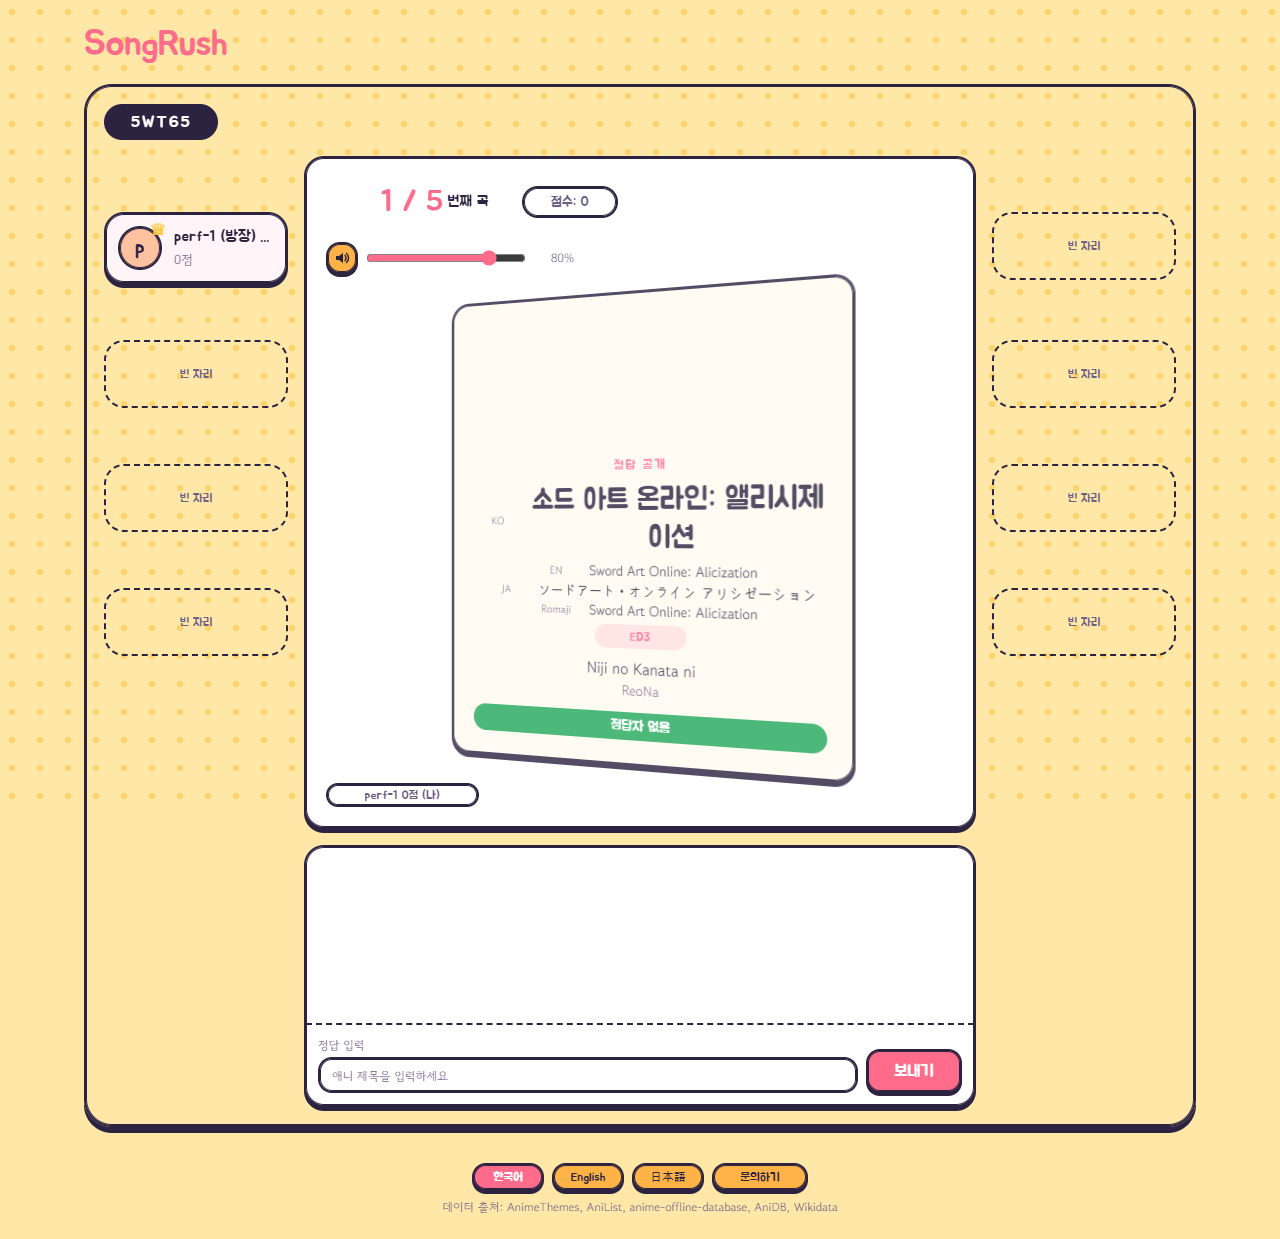 SongRush
5WT65
1 / 5 번째 곡
점수: 0
P
perf-1 (방장) ...
0점
80%
빈 자리
빈 자리
빈 자리
빈 자리
빈 자리
빈 자리
빈 자리
정답 공개
KO 소드 아트 온라인: 앨리시제
이션
EN Sword Art Online: Alicization
JA ソードアート・オンライン アリシゼーション
Romaji Sword Art Online: Alicization
ED3
Niji no Kanata ni
ReoNa
정답자 없음
perf-1 0점 (나)
정답 입력
애니 제목을 입력하세요
보내기
한국어 English 日本語 문의하기
데이터 출처: AnimeThemes, AniList, anime-offline-database, AniDB, Wikidata